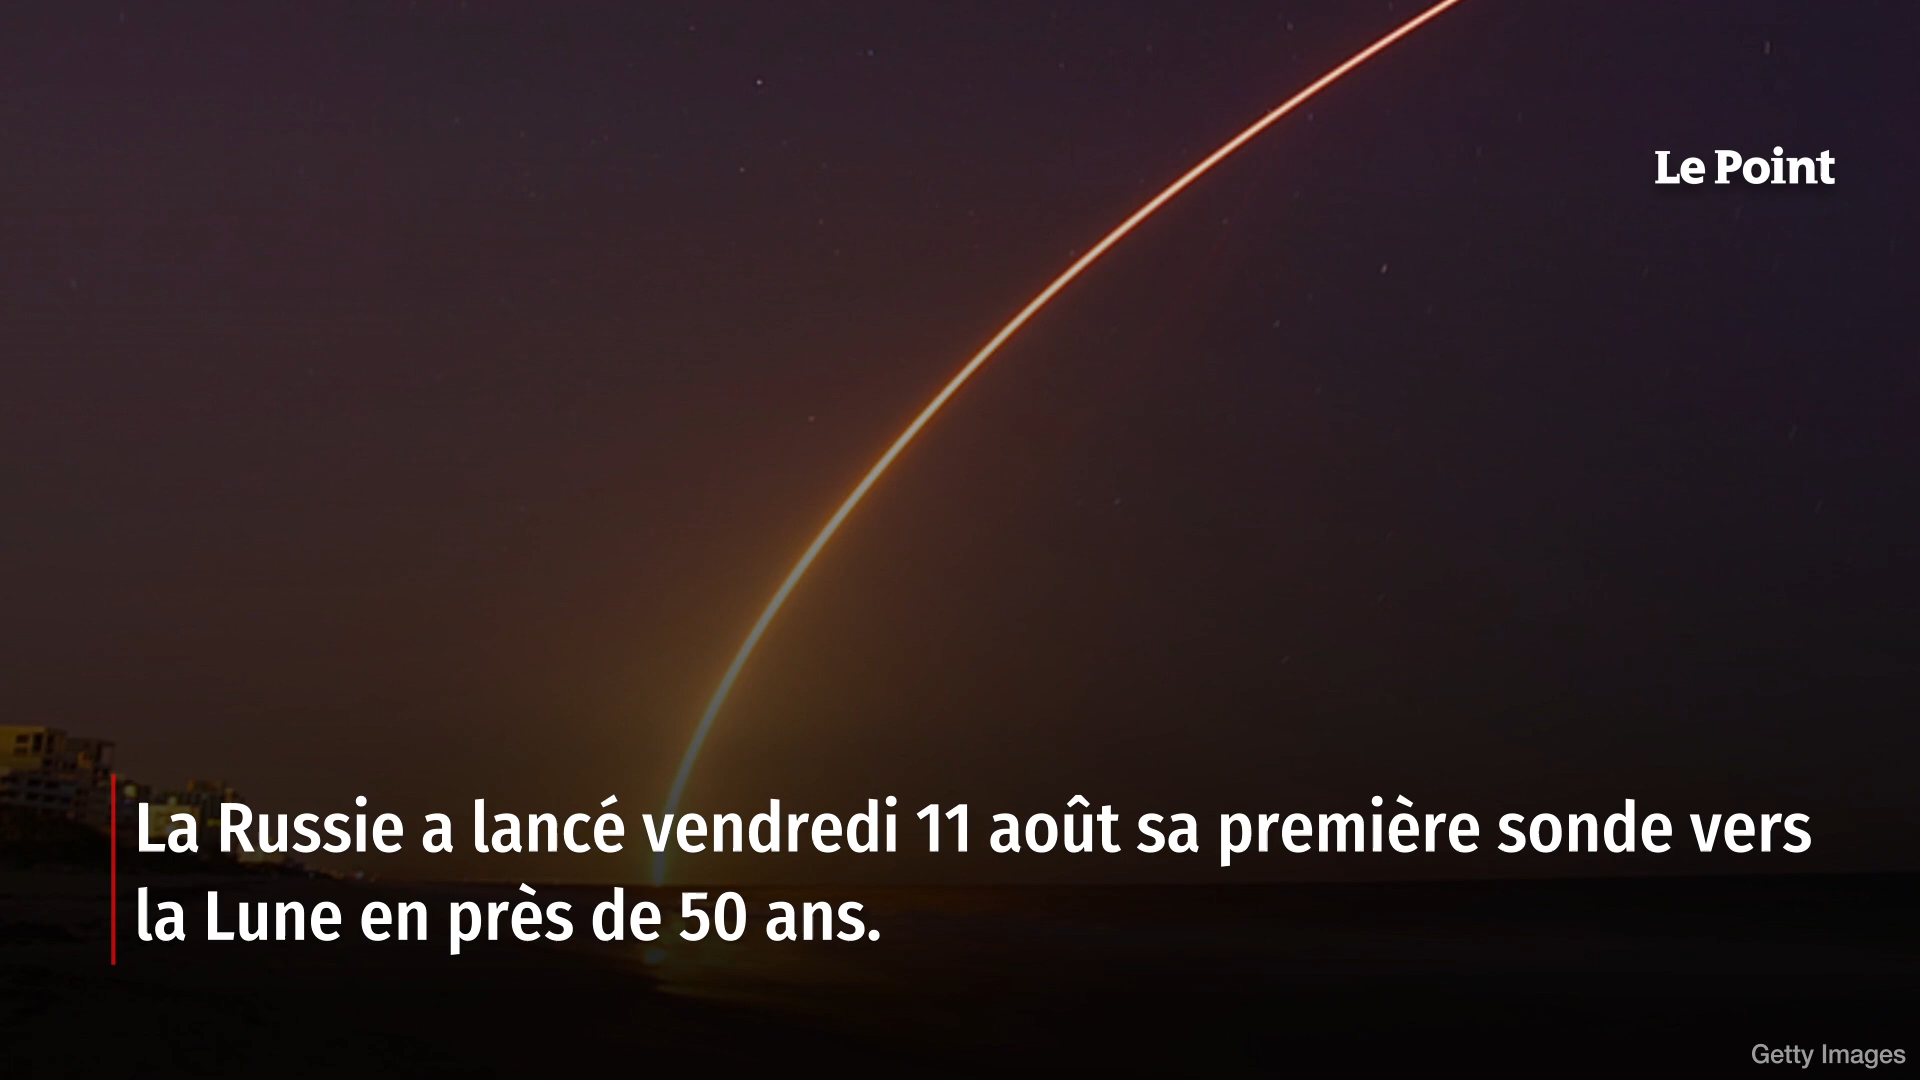 Le Point
La Russie a lancé vendredi 11 août sa première sonde vers
la Lune en près de 50 ans.
Getty Images